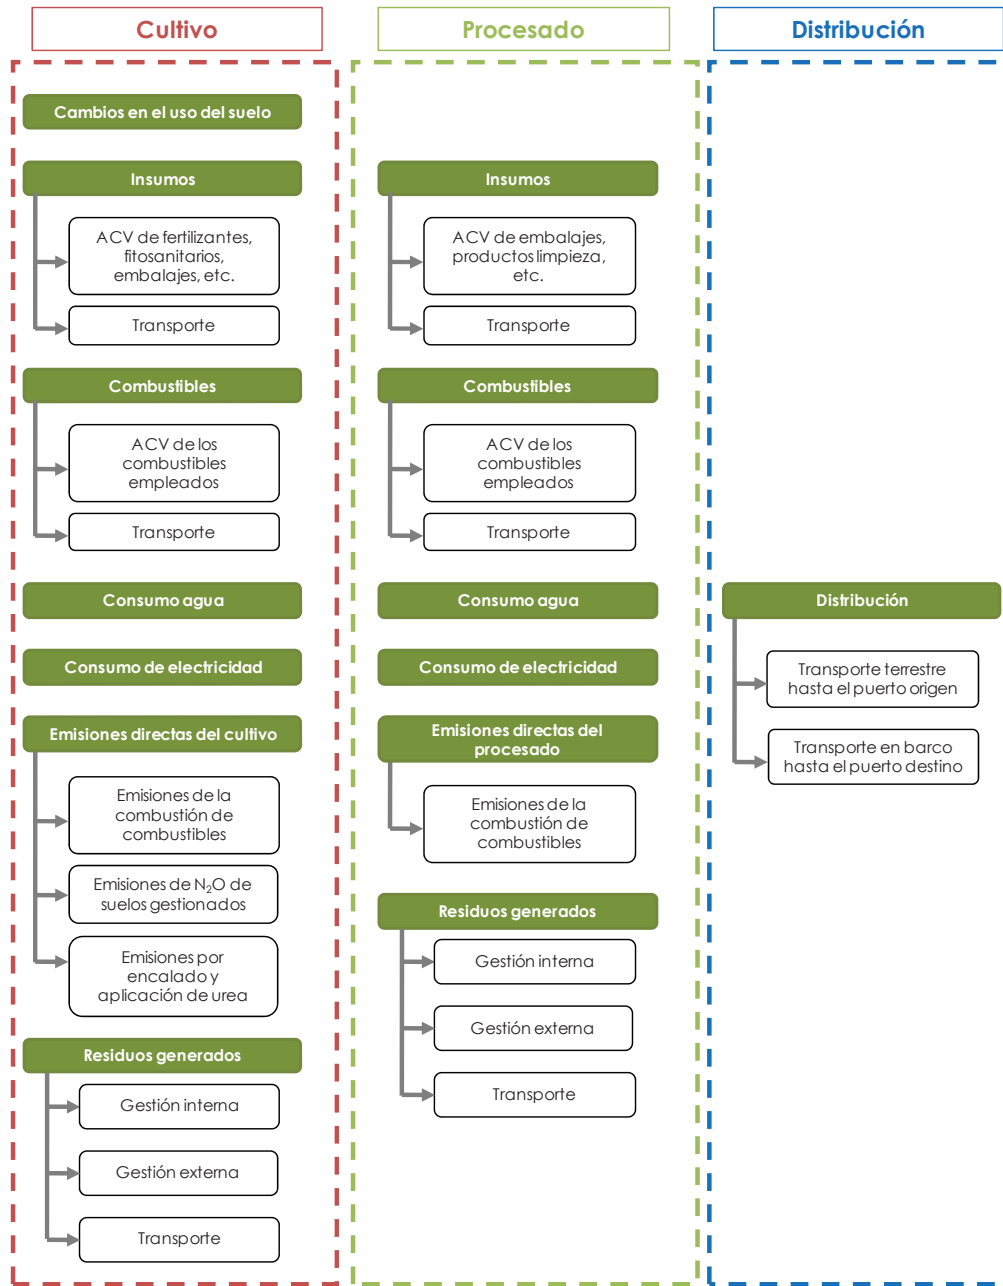 Cultivo
Cambios en el uso del suelo
Insumos
ACV de fertilizantes,
fitosanitarios,
embalajes, etc.
Transporte
Combustibles
ACV de los
combustibles
empleados
Transporte
Consumo agua
Consumo de electricidad
Emisiones directas del cultivo
Emisiones de la
combustión de
combustibles
Emisiones de N₂O de
suelos gestionados
Emisiones por
encalado y
aplicación de urea
Residuos generados
Gestión interna
Gestión externa
Transporte
Procesado
Insumos
ACV de embalajes,
productos limpieza,
etc.
Transporte
Combustibles
ACV de los
combustibles
empleados
Transporte
Consumo agua
Consumo de electricidad
Emisiones directas del
procesado
Emisiones de la
combustión de
combustibles
Residuos generados
Gestión interna
Gestión externa
Transporte
Distribución
Distribución
Transporte terrestre
hasta el puerto origen
Transporte en barco
hasta el puerto destino